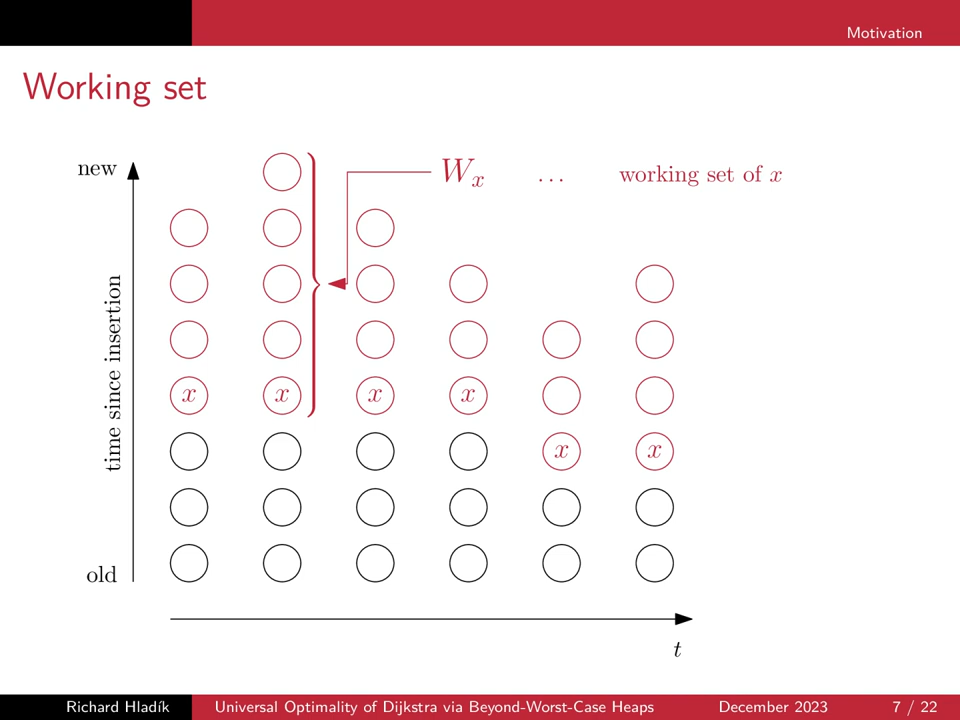 Motivation
Working set
new
W_x ... working set of x
time since insertion
x x x x
x x
old
t
Richard Hladík Universal Optimality of Dijkstra via Beyond-Worst-Case Heaps December 2023 7 / 22